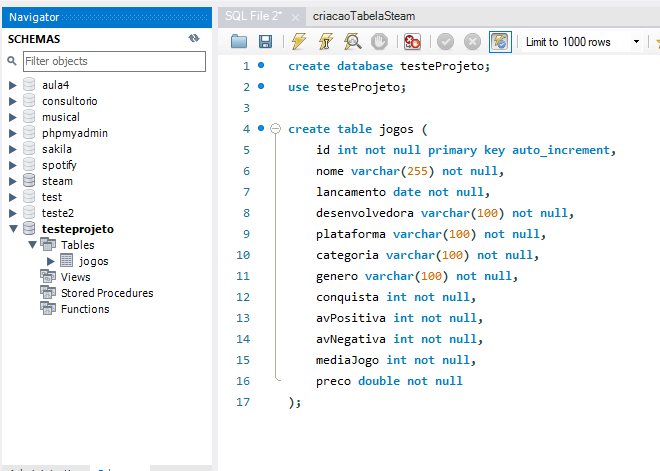 Navigator
SCHEMAS
Filter objects
aula4
consultorio
musical
phpmyadmin
sakila
spotify
steam
test
teste2
testeprojeto
Tables
jogos
Views
Stored Procedures
Functions
SQL File 2* criacaoTabelaSteam
Limit to 1000 rows
1 create database testeProjeto;
2 use testeProjeto;
3
4 create table jogos (
5 id int not null primary key auto_increment,
6 nome varchar(255) not null,
7 lancamento date not null,
8 desenvolvedora varchar(100) not null,
9 plataforma varchar(100) not null,
10 categoria varchar(100) not null,
11 genero varchar(100) not null,
12 conquista int not null,
13 avPositiva int not null,
14 avNegativa int not null,
15 mediaJogo int not null,
16 preco double not null
17 );